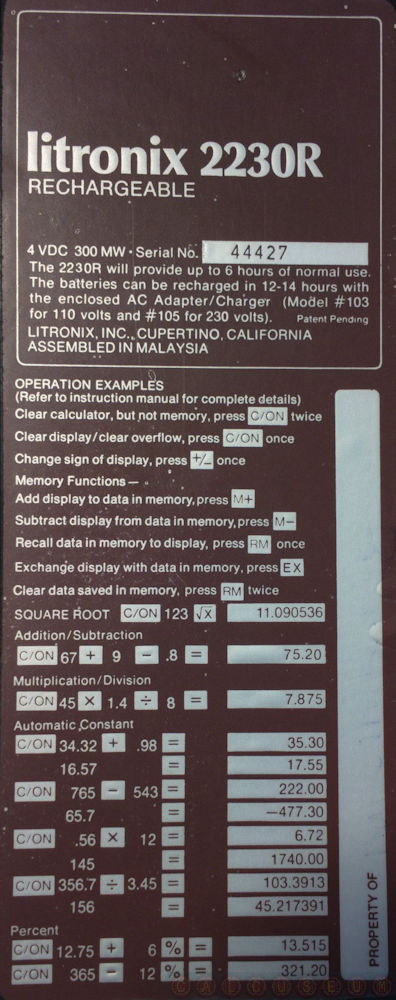 litronix 2230R
RECHARGEABLE
4 VDC 300 MW • Serial No. 44427
The 2230R will provide up to 6 hours of normal use.
The batteries can be recharged in 12-14 hours with
the enclosed AC Adapter/Charger (Model #103
for 110 volts and #105 for 230 volts). Patent Pending
LITRONIX, INC., CUPERTINO, CALIFORNIA
ASSEMBLED IN MALAYSIA
OPERATION EXAMPLES
(Refer to instruction manual for complete details)
Clear calculator, but not memory, press C/ON twice
Clear display/clear overflow, press C/ON once
Change sign of display, press +/− once
Memory Functions —
Add display to data in memory, press M+
Subtract display from data in memory, press M−
Recall data in memory to display, press RM once
Exchange display with data in memory, press EX
Clear data saved in memory, press RM twice
SQUARE ROOT C/ON 123 √X 11.090536
Addition/Subtraction
C/ON 67 + 9 − .8 = 75.20
Multiplication/Division
C/ON 45 × 1.4 ÷ 8 = 7.875
Automatic Constant
C/ON 34.32 + .98 = 35.30
16.57 = 17.55
C/ON 765 − 543 = 222.00
65.7 = −477.30
C/ON .56 × 12 = 6.72
145 = 1740.00
C/ON 356.7 ÷ 3.45 = 103.3913
156 = 45.217391
Percent
C/ON 12.75 + 6 % = 13.515
C/ON 365 − 12 % = 321.20
PROPERTY OF
CALCUSEUM